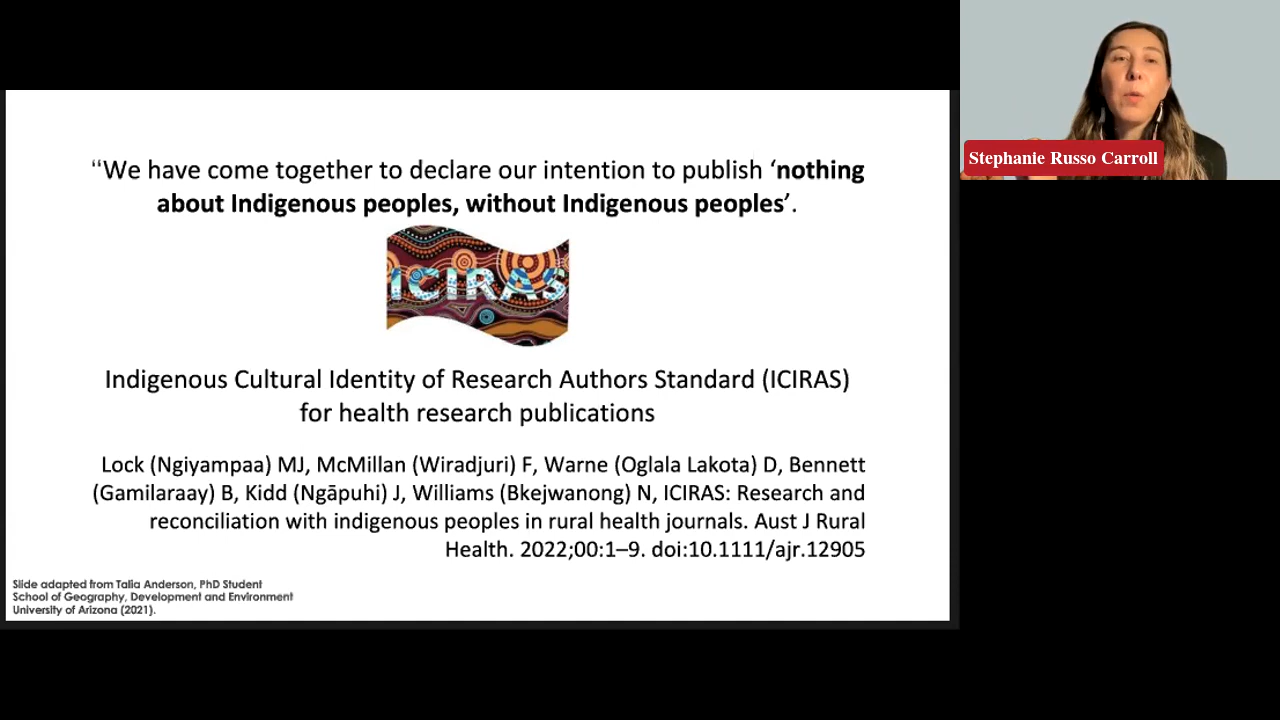 “We have come together to declare our intention to publish ‘nothing
about Indigenous peoples, without Indigenous peoples’.
ICIRAS
Indigenous Cultural Identity of Research Authors Standard (ICIRAS)
for health research publications
Lock (Ngiyampaa) MJ, McMillan (Wiradjuri) F, Warne (Oglala Lakota) D, Bennett
(Gamilaraay) B, Kidd (Ngāpuhi) J, Williams (Bkejwanong) N, ICIRAS: Research and
reconciliation with indigenous peoples in rural health journals. Aust J Rural
Health. 2022;00:1–9. doi:10.1111/ajr.12905
Slide adapted from Talia Anderson, PhD Student
School of Geography, Development and Environment
University of Arizona (2021).
Stephanie Russo Carroll